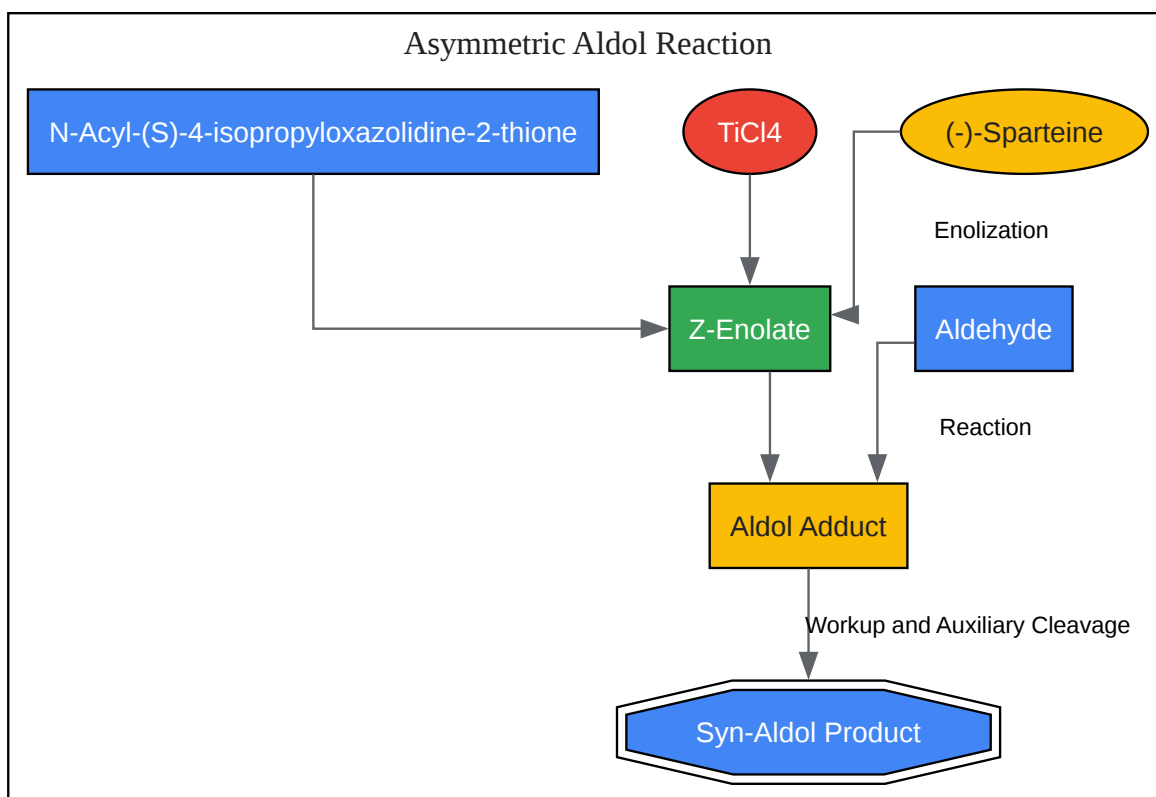 Asymmetric Aldol Reaction
N-Acyl-(S)-4-isopropyloxazolidine-2-thione
TiCl4
(-)-Sparteine
Enolization
Z-Enolate
Aldehyde
Reaction
Aldol Adduct
Workup and Auxiliary Cleavage
Syn-Aldol Product